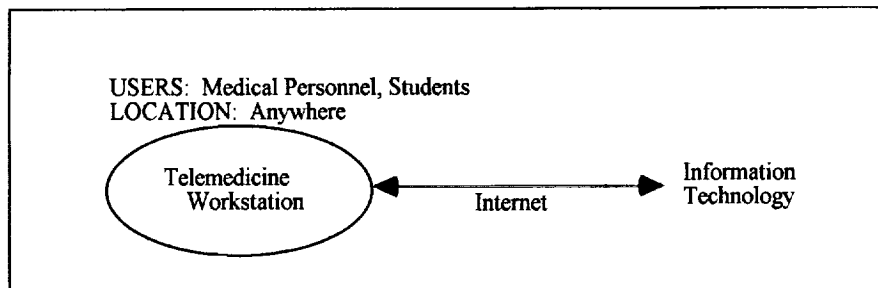 USERS: Medical Personnel, Students
LOCATION: Anywhere
Telemedicine
Workstation
Internet
Information
Technology